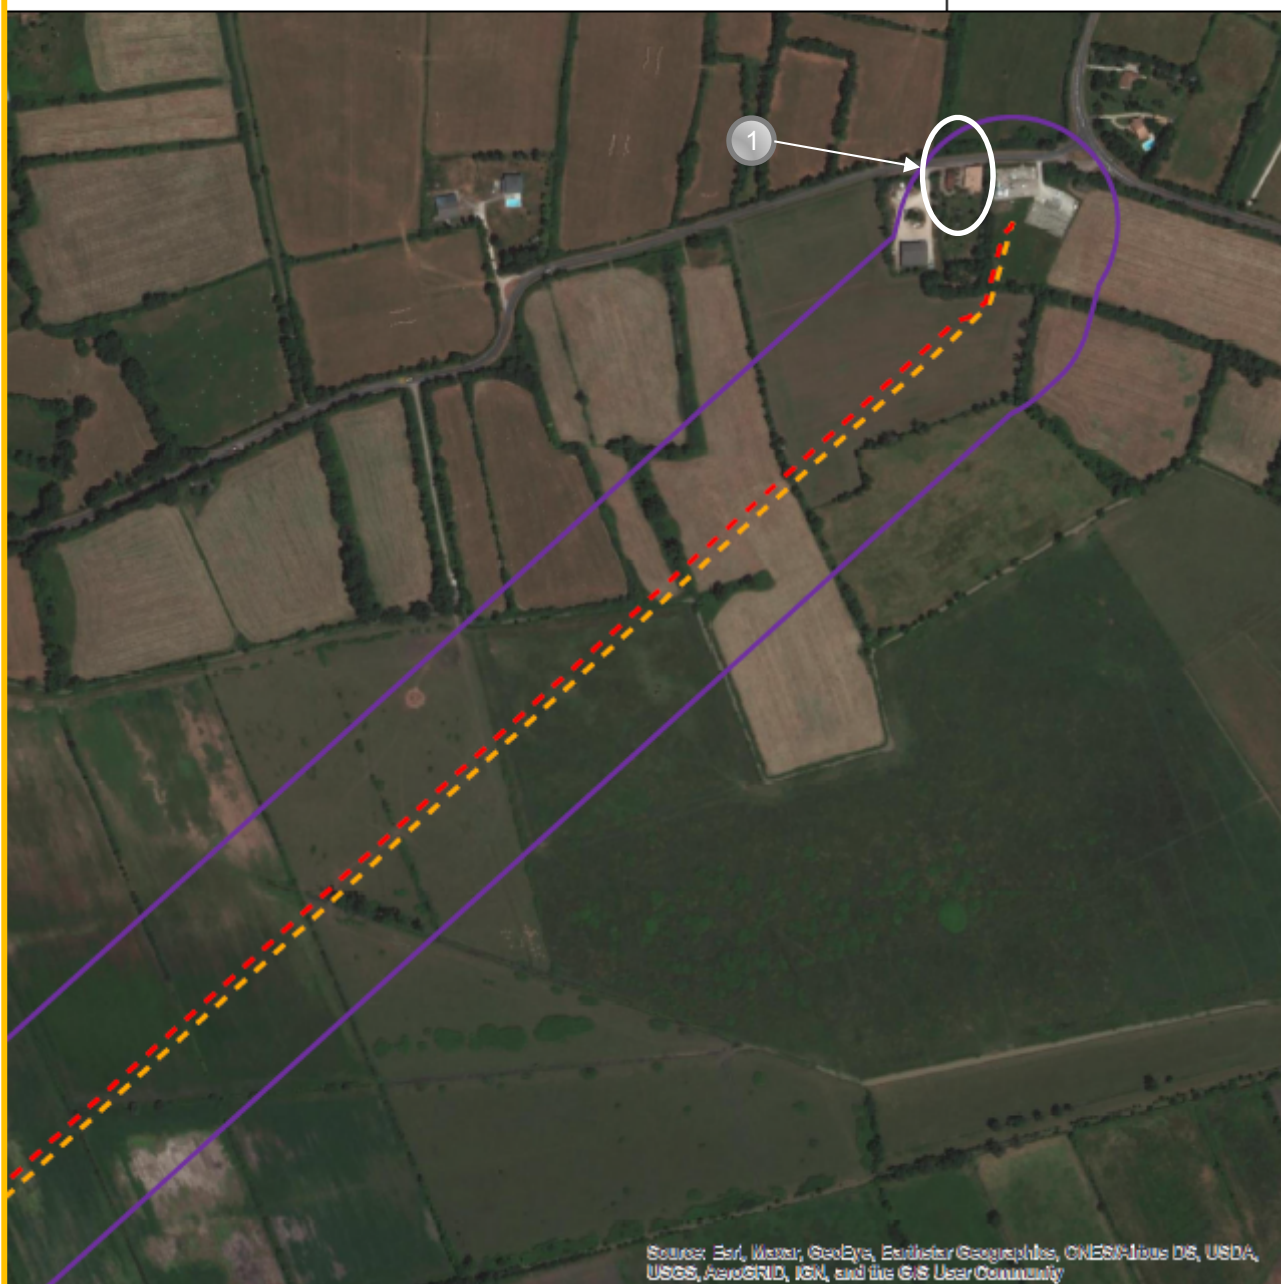 1
Source: Esri, Maxar, GeoEye, Earthstar Geographics, CNES/Airbus DS, USDA,
USGS, AeroGRID, IGN, and the GIS User Community